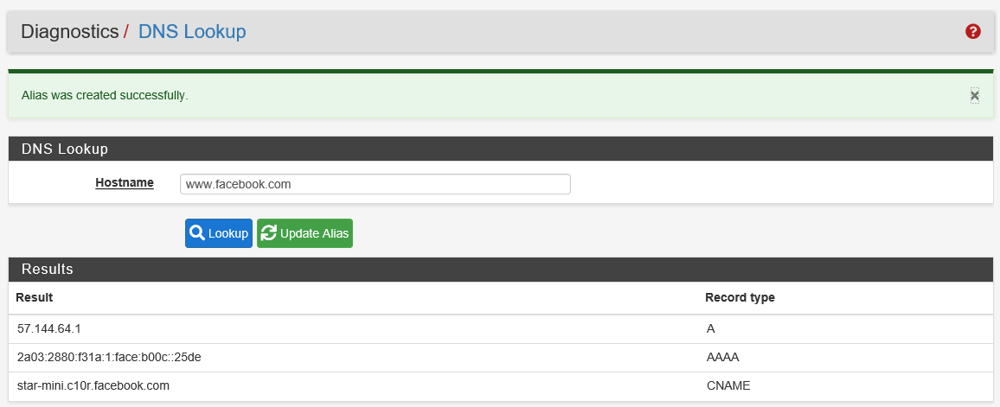 Diagnostics / DNS Lookup
?
Alias was created successfully.
×
DNS Lookup
Hostname www.facebook.com
Lookup Update Alias
Results
Result Record type
57.144.64.1 A
2a03:2880:f31a:1:face:b00c::25de AAAA
star-mini.c10r.facebook.com CNAME